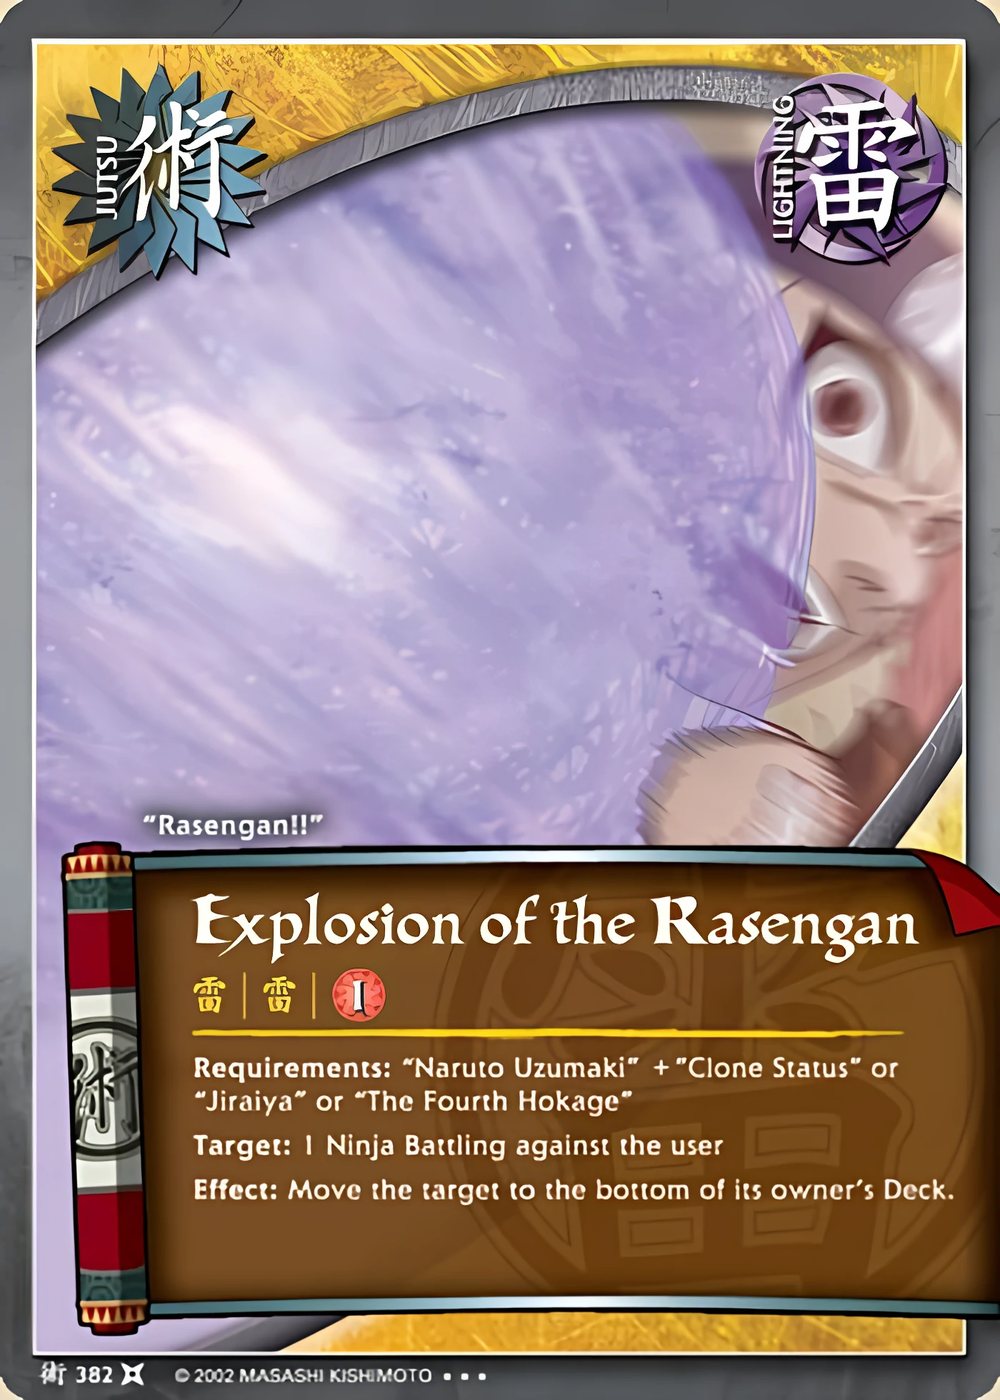 JUTSU
術
LIGHTNING
雷
“Rasengan!!”
Explosion of the Rasengan
雷 | 雷 | 1
Requirements: “Naruto Uzumaki” +”Clone Status” or
“Jiraiya” or “The Fourth Hokage”
Target: 1 Ninja Battling against the user
Effect: Move the target to the bottom of its owner’s Deck.
術
術 382
© 2002 MASASHI KISHIMOTO